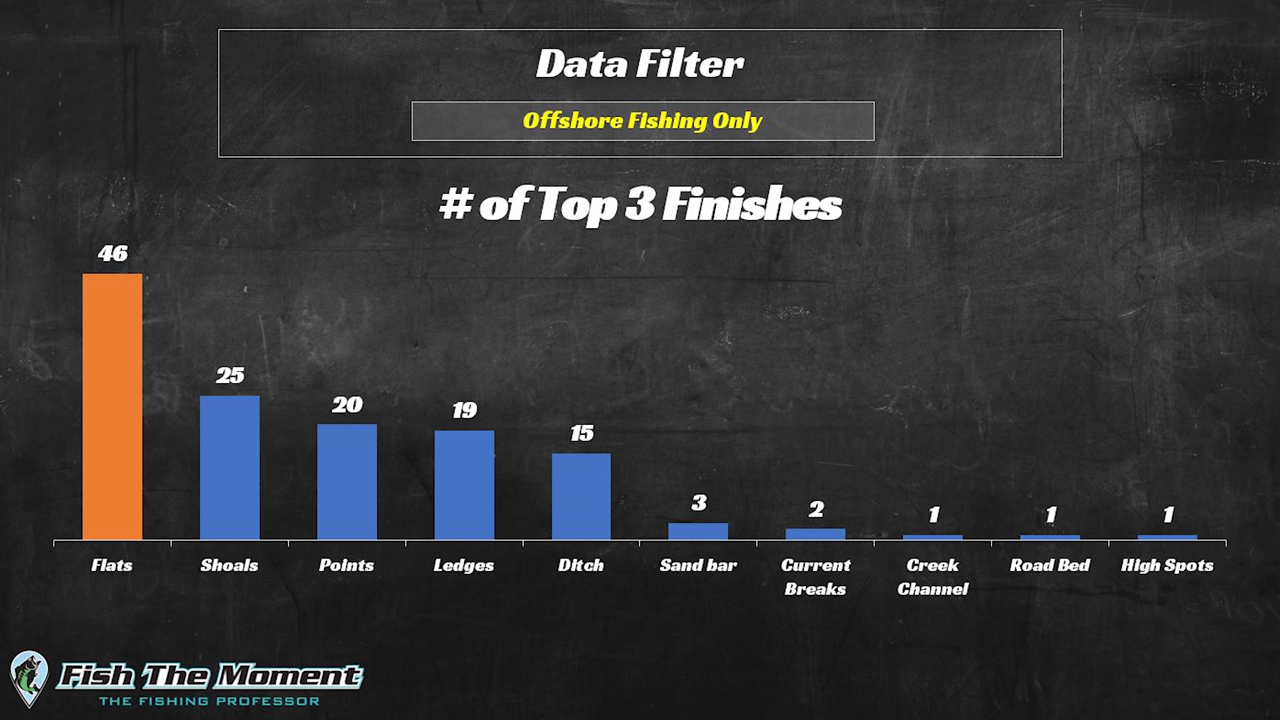 Data Filter
Offshore Fishing Only
# of Top 3 Finishes
46
25
20
19
15
3
2
1
1
1
Flats
Shoals
Points
Ledges
Ditch
Sand bar
Current
Breaks
Creek
Channel
Road Bed
High Spots
Fish The Moment
THE FISHING PROFESSOR